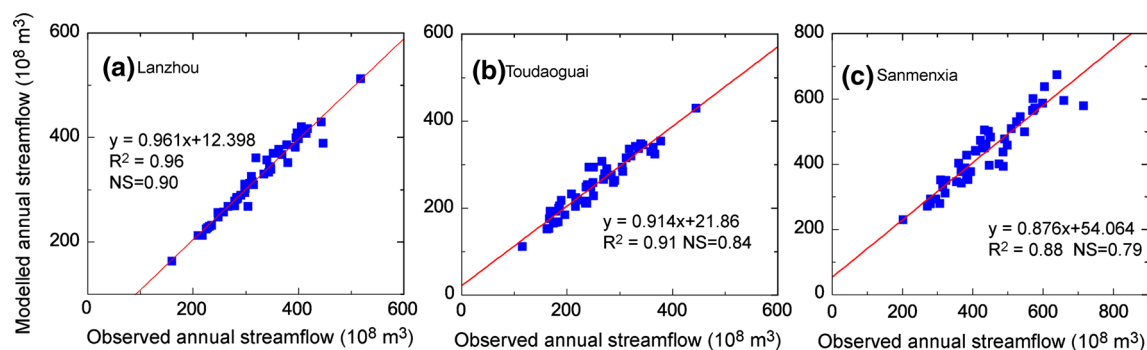 Modelled annual streamflow (10⁸ m³)
600
400
200
(a) Lanzhou
y = 0.961x+12.398
R² = 0.96
NS=0.90
0 200 400 600
Observed annual streamflow (10⁸ m³)
600
400
200
0
(b) Toudaoguai
y = 0.914x+21.86
R² = 0.91 NS=0.84
0 200 400 600
Observed annual streamflow (10⁸ m³)
800
600
400
200
0
(c) Sanmenxia
y = 0.876x+54.064
R² = 0.88 NS=0.79
0 200 400 600 800
Observed annual streamflow (10⁸ m³)